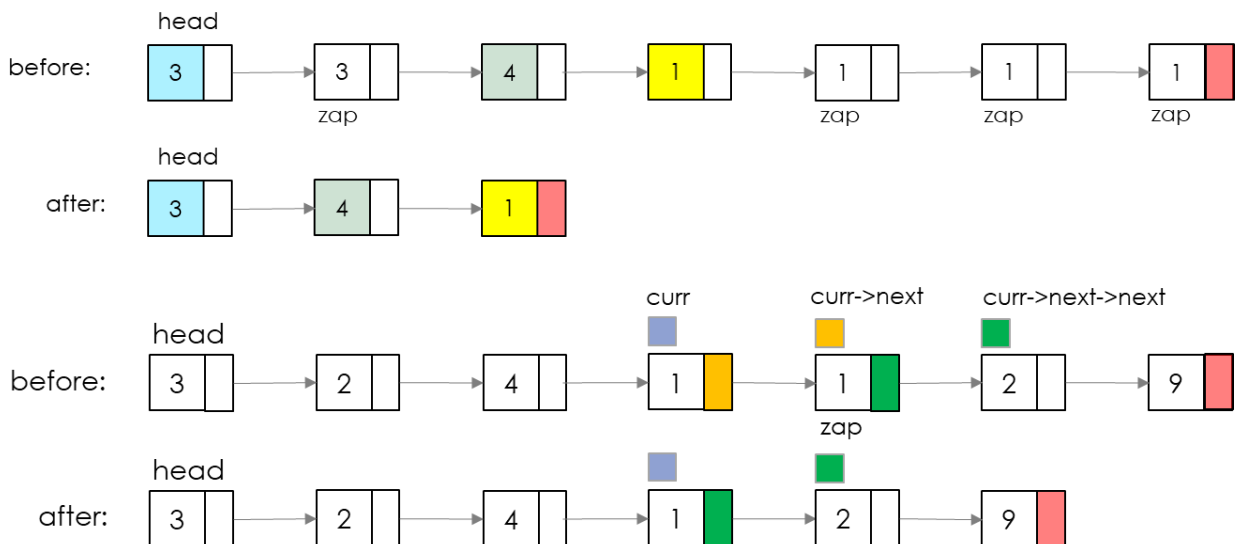 head
before: 3 3 4 1 1 1 1
zap zap zap zap
head
after: 3 4 1
curr curr->next curr->next->next
head
before: 3 2 4 1 1 2 9
zap
head
after: 3 2 4 1 2 9